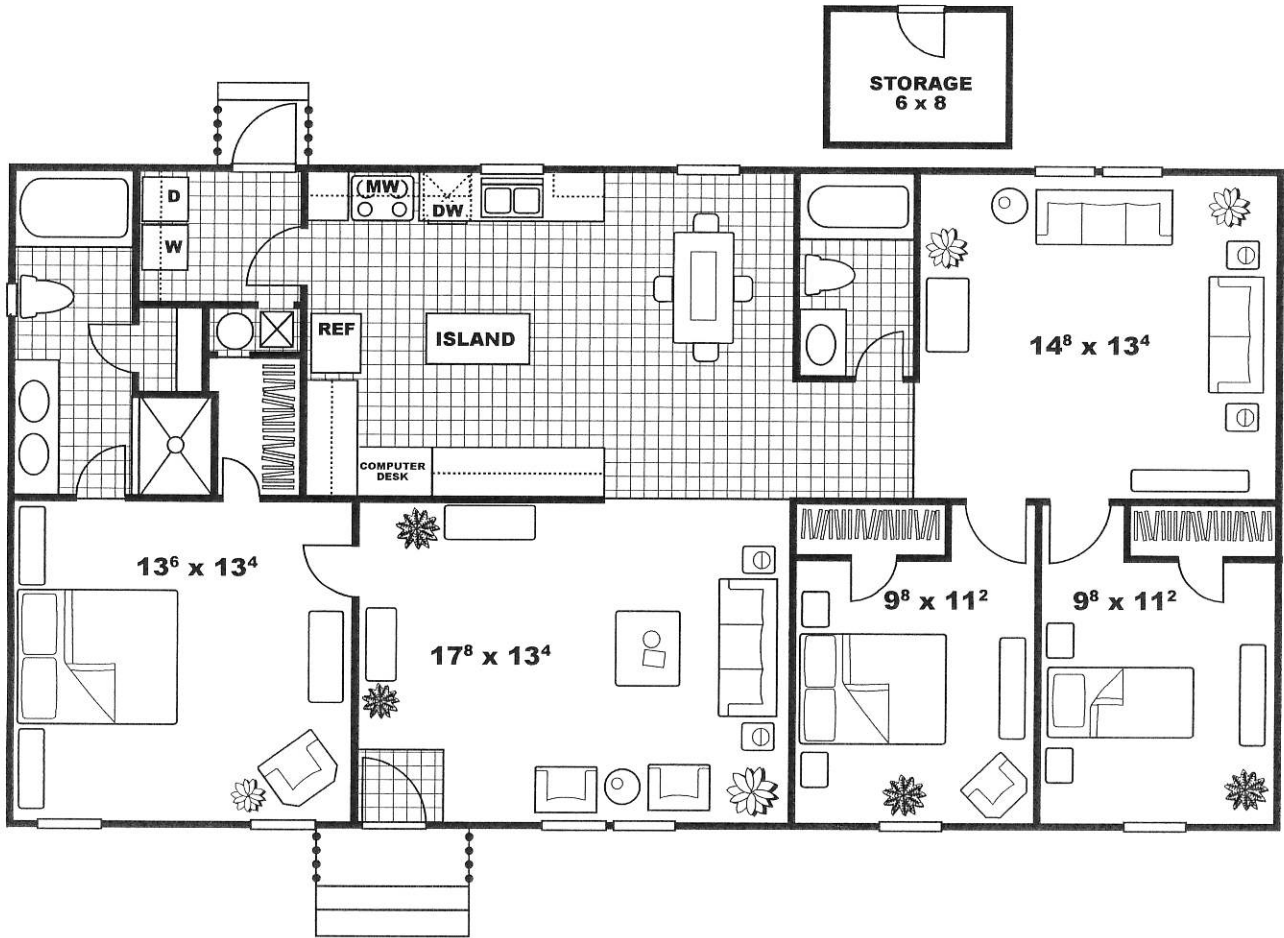 STORAGE
6 x 8
D
W
MW
DW
REF
ISLAND
14⁸ x 13⁴
COMPUTER
DESK
13⁶ x 13⁴
9⁸ x 11²
9⁸ x 11²
17⁸ x 13⁴